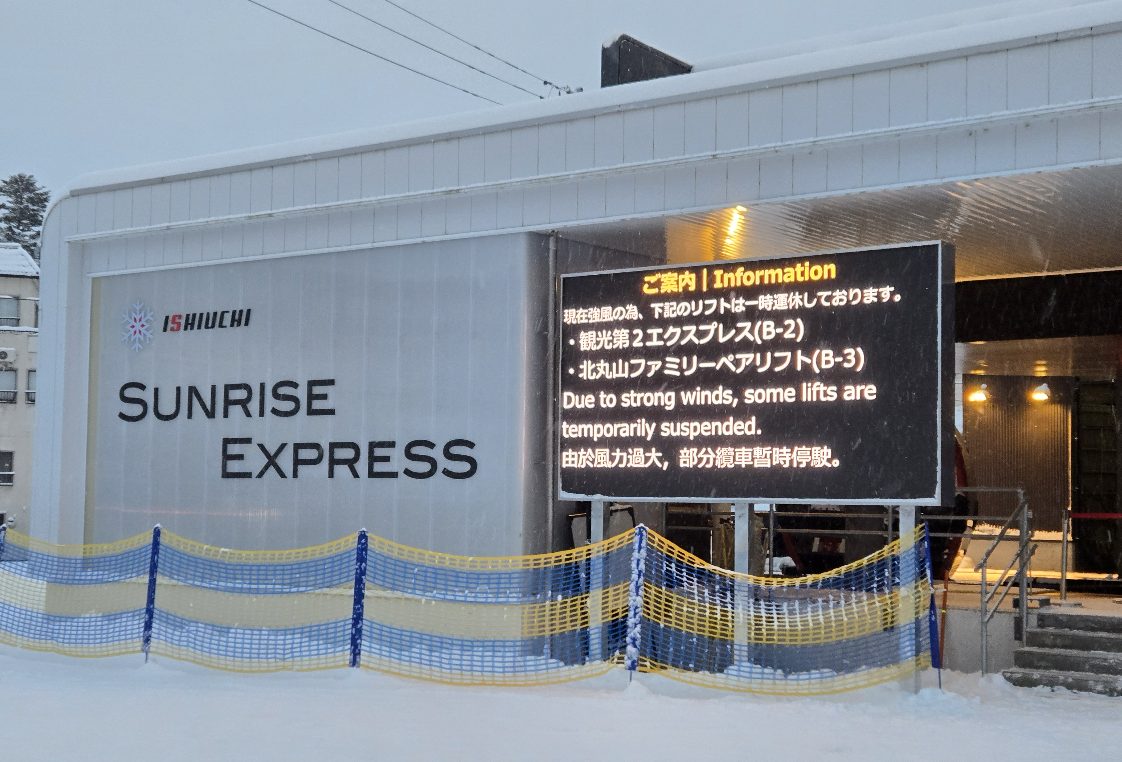 ISHIUCHI
SUNRISE
EXPRESS
ご案内 | Information
現在強風の為、下記のリフトは一時運休しております。
・観光第2エクスプレス(B-2)
・北丸山ファミリーペアリフト(B-3)
Due to strong winds, some lifts are
temporarily suspended.
由於風力過大，部分纜車暫時停駛。